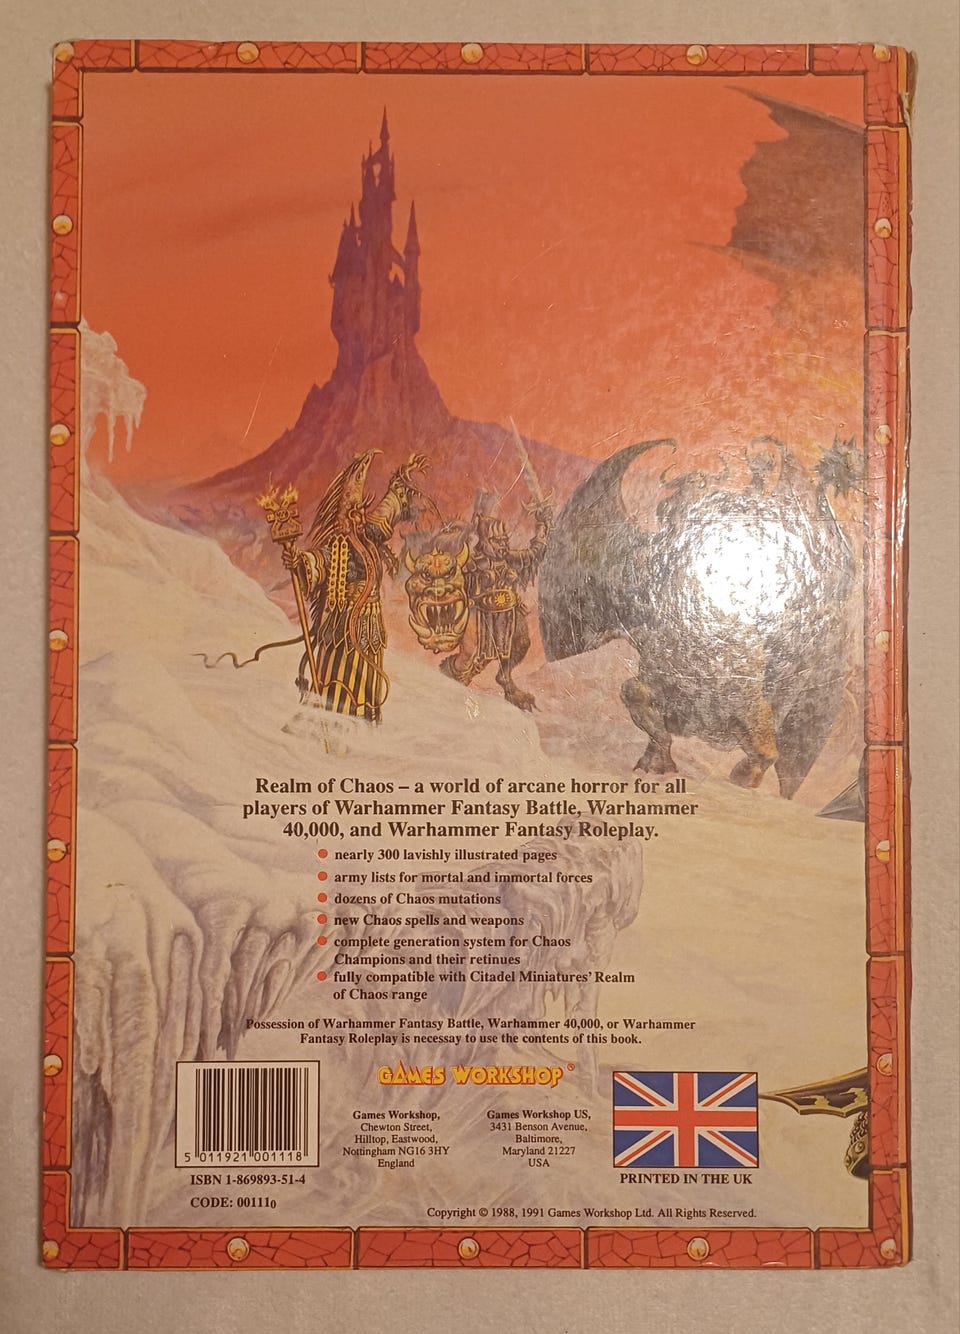 Realm of Chaos – a world of arcane horror for all
players of Warhammer Fantasy Battle, Warhammer
40,000, and Warhammer Fantasy Roleplay.
nearly 300 lavishly illustrated pages
army lists for mortal and immortal forces
dozens of Chaos mutations
new Chaos spells and weapons
complete generation system for Chaos
Champions and their retinues
fully compatible with Citadel Miniatures' Realm
of Chaos range
Possession of Warhammer Fantasy Battle, Warhammer 40,000, or Warhammer
Fantasy Roleplay is necessay to use the contents of this book.
GAMES WORKSHOP®
Games Workshop,
Chewton Street,
Hilltop, Eastwood,
Nottingham NG16 3HY
England
Games Workshop US,
3431 Benson Avenue,
Baltimore,
Maryland 21227
USA
5 011921 001118
ISBN 1-869893-51-4
CODE: 001110
PRINTED IN THE UK
Copyright © 1988, 1991 Games Workshop Ltd. All Rights Reserved.